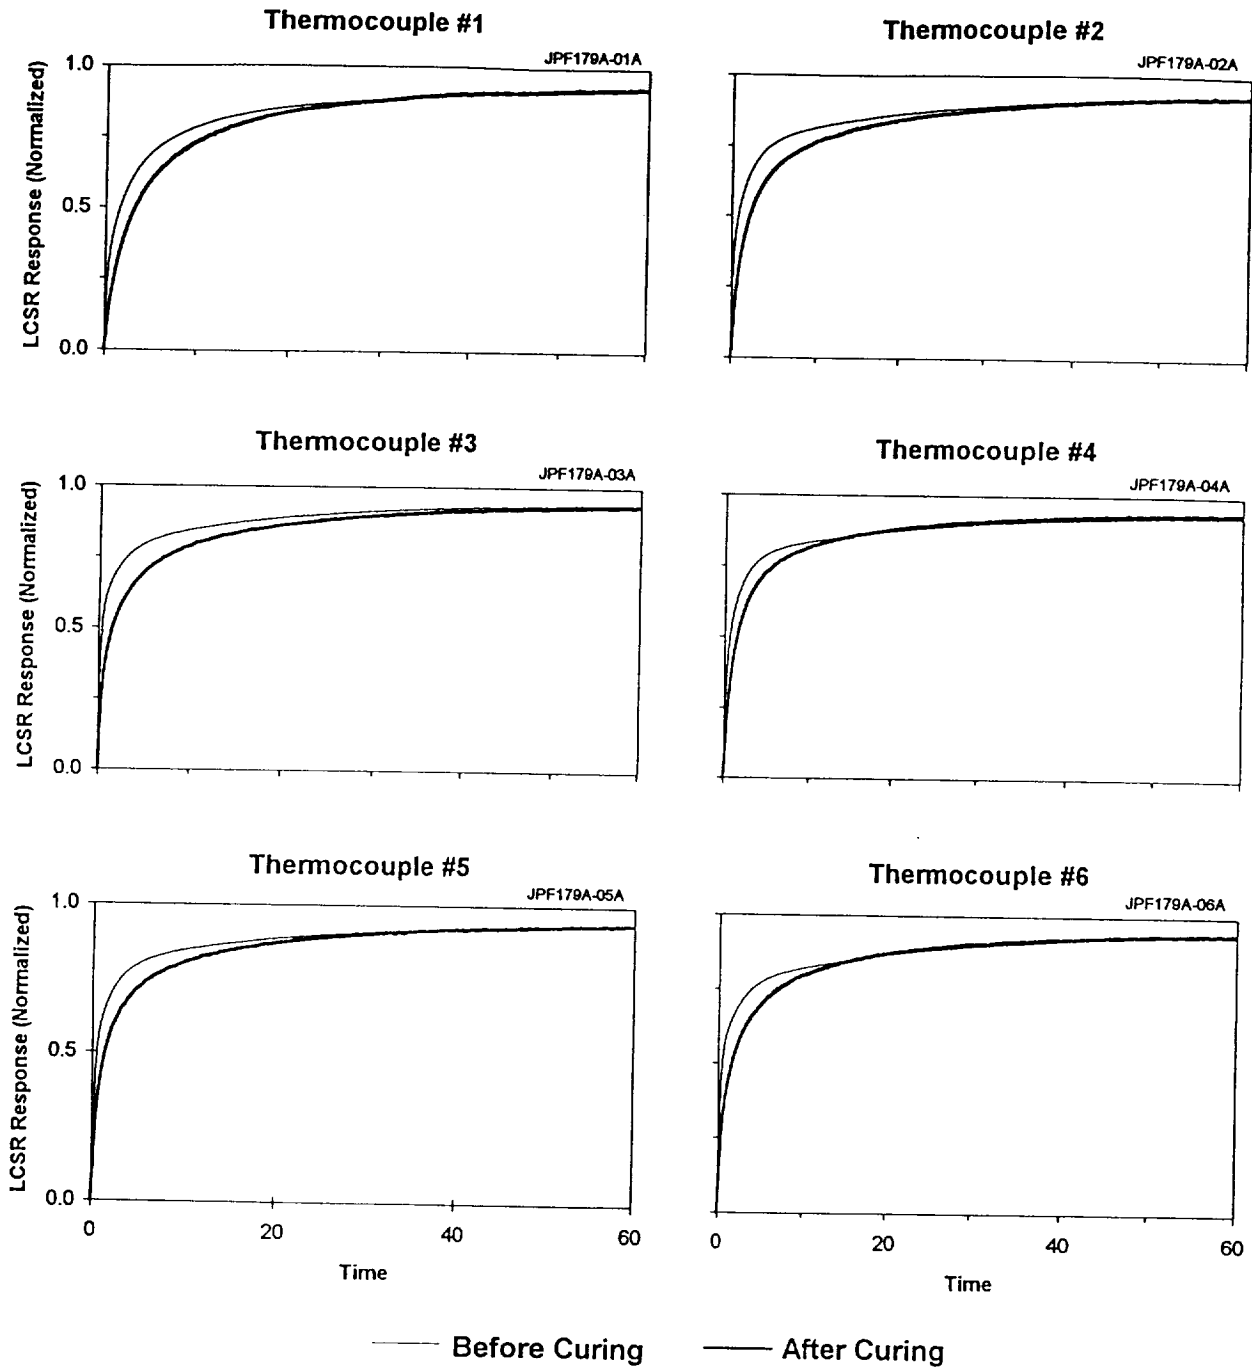 Thermocouple #1
JPF179A-01A
1.0
0.5
0.0
LCSR Response (Normalized)
Thermocouple #2
JPF179A-02A
Thermocouple #3
JPF179A-03A
1.0
0.5
0.0
LCSR Response (Normalized)
Thermocouple #4
JPF179A-04A
Thermocouple #5
JPF179A-05A
1.0
0.5
0.0
LCSR Response (Normalized)
0 20 40 60
Time
Thermocouple #6
JPF179A-06A
0 20 40 60
Time
Before Curing After Curing